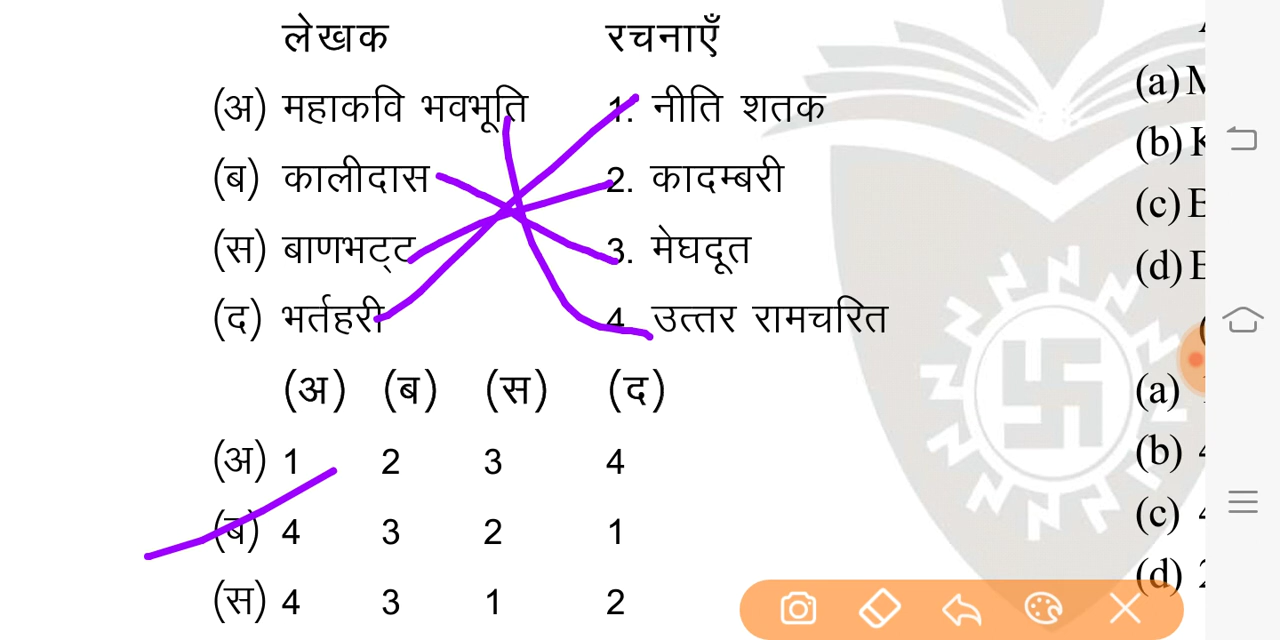 लेखक रचनाएँ
(अ) महाकवि भवभूति 1. नीति शतक
(ब) कालीदास 2. कादम्बरी
(स) बाणभट्ट 3. मेघदूत
(द) भर्तहरी 4. उत्तर रामचरित
(अ) (ब) (स) (द)
(अ) 1 2 3 4
(ब) 4 3 2 1
(स) 4 3 1 2
(a)
(b)
(c)
(d)
(a)
(b)
(c)
(d)